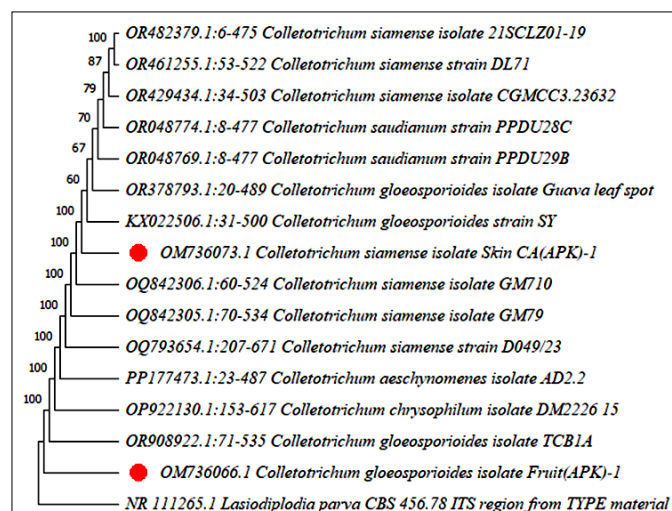 OR482379.1:6-475 Colletotrichum siamense isolate 21SCLZ01-19
100
OR461255.1:53-522 Colletotrichum siamense strain DL71
87
OR429434.1:34-503 Colletotrichum siamense isolate CGMCC3.23632
79
OR048774.1:8-477 Colletotrichum saudianum strain PPDU28C
70
OR048769.1:8-477 Colletotrichum saudianum strain PPDU29B
67
OR378793.1:20-489 Colletotrichum gloeosporioides isolate Guava leaf spot
60
KX022506.1:31-500 Colletotrichum gloeosporioides strain SY
100
OM736073.1 Colletotrichum siamense isolate Skin CA(APK)-1
100
OQ842306.1:60-524 Colletotrichum siamense isolate GM710
100
OQ842305.1:70-534 Colletotrichum siamense isolate GM79
100
OQ793654.1:207-671 Colletotrichum siamense strain D049/23
100
PP177473.1:23-487 Colletotrichum aeschynomenes isolate AD2.2
100
OP922130.1:153-617 Colletotrichum chrysophilum isolate DM2226 15
100
OR908922.1:71-535 Colletotrichum gloeosporioides isolate TCB1A
OM736066.1 Colletotrichum gloeosporioides isolate Fruit(APK)-1
NR 111265.1 Lasiodiplodia parva CBS 456.78 ITS region from TYPE material